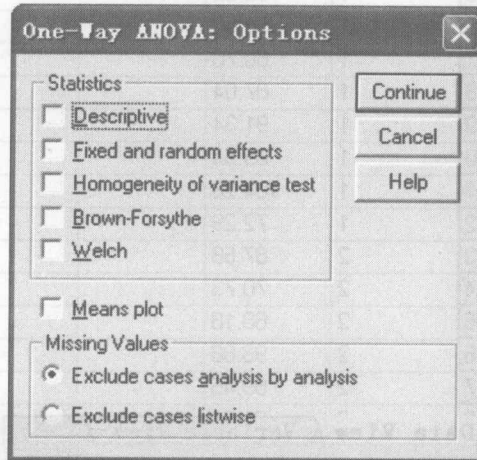 One-Way ANOVA: Options
Statistics
Descriptive
Fixed and random effects
Homogeneity of variance test
Brown-Forsythe
Welch
Means plot
Missing Values
Exclude cases analysis by analysis
Exclude cases listwise
Continue
Cancel
Help